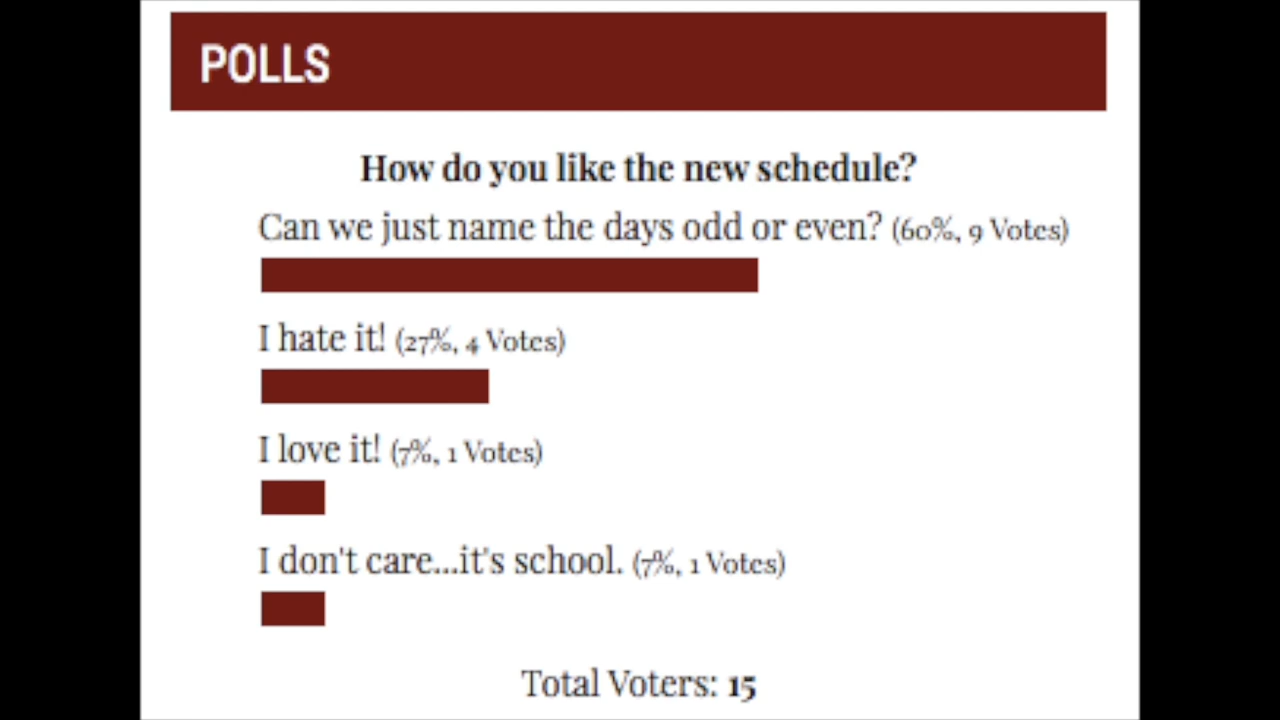 POLLS
How do you like the new schedule?
Can we just name the days odd or even? (60%, 9 Votes)
I hate it! (27%, 4 Votes)
I love it! (7%, 1 Votes)
I don't care...it's school. (7%, 1 Votes)
Total Voters: 15